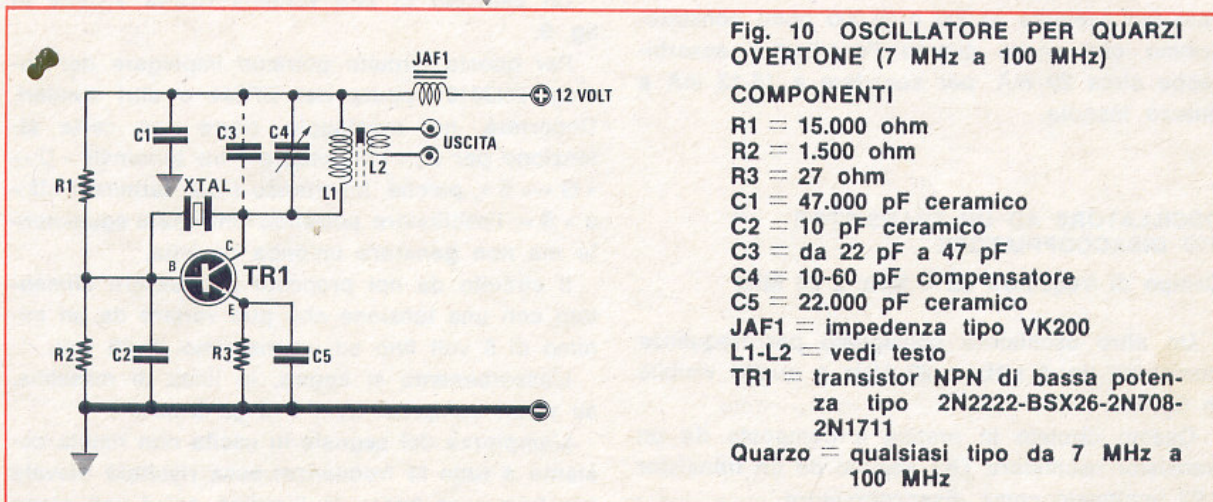 JAF1
12 VOLT
C1
C3
C4
USCITA
L2
L1
R1
XTAL
C
B
TR1
E
R2
C2
R3
C5
Fig. 10 OSCILLATORE PER QUARZI
OVERTONE (7 MHz a 100 MHz)
COMPONENTI
R1 = 15.000 ohm
R2 = 1.500 ohm
R3 = 27 ohm
C1 = 47.000 pF ceramico
C2 = 10 pF ceramico
C3 = da 22 pF a 47 pF
C4 = 10-60 pF compensatore
C5 = 22.000 pF ceramico
JAF1 = impedenza tipo VK200
L1-L2 = vedi testo
TR1 = transistor NPN di bassa poten-
za tipo 2N2222-BSX26-2N708-
2N1711
Quarzo = qualsiasi tipo da 7 MHz a
100 MHz